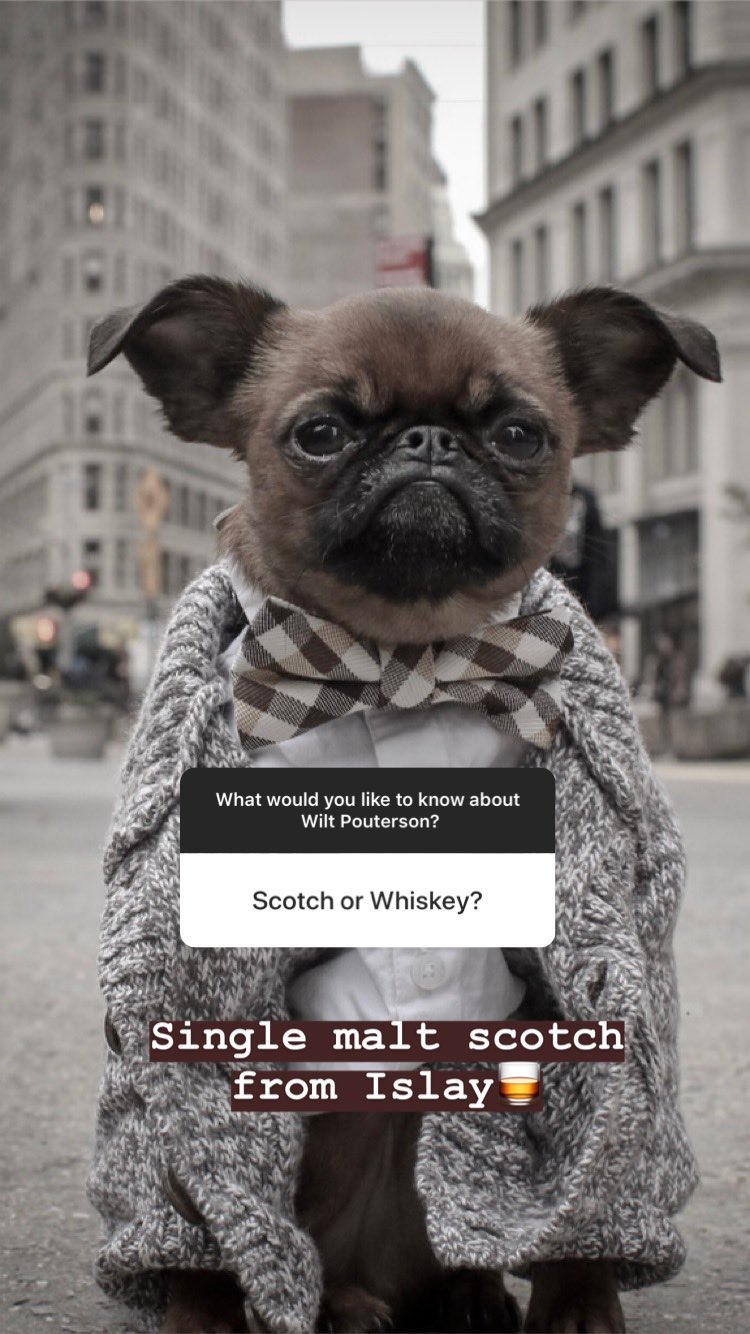 What would you like to know about
Wilt Pouterson?
Scotch or Whiskey?
Single malt scotch
from Islay🥃